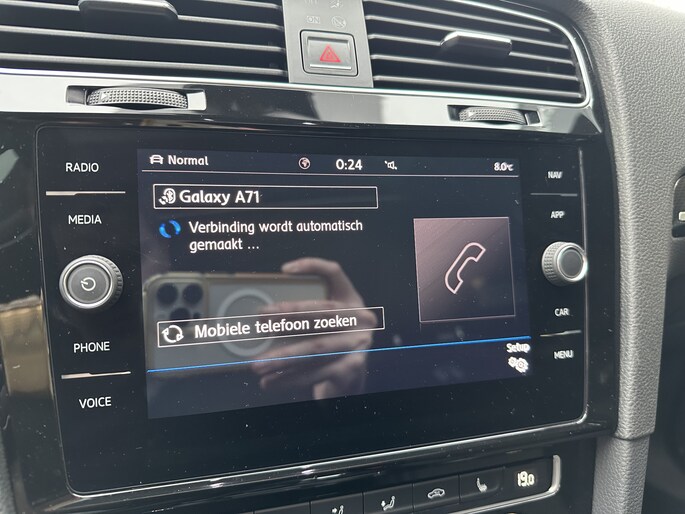 RADIO
MEDIA
PHONE
VOICE
Normal
0:24
8.0°C
Galaxy A71
Verbinding wordt automatisch
gemaakt ...
Mobiele telefoon zoeken
Setup
NAV
APP
CAR
MENU
19.0